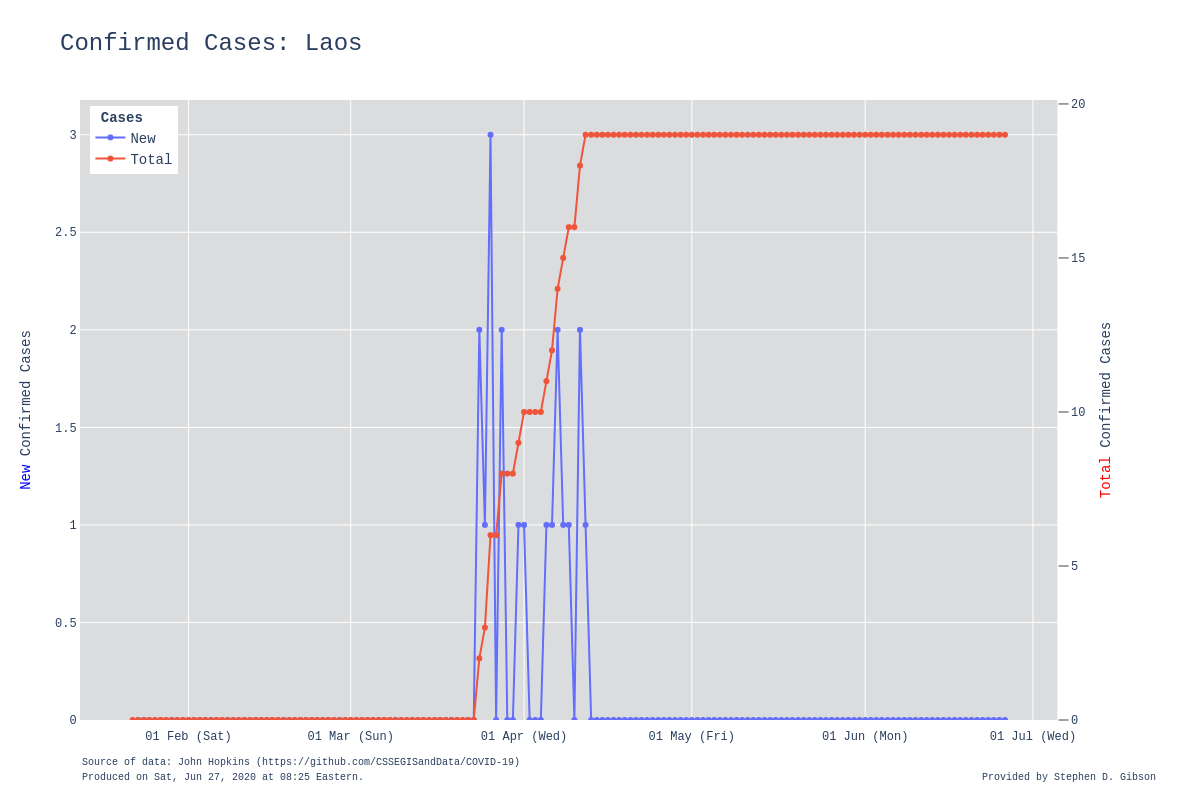 Confirmed Cases: Laos
Cases
New
Total
3
2.5
2
1.5
1
0.5
0
New Confirmed Cases
20
15
10
5
0
Total Confirmed Cases
01 Feb (Sat) 01 Mar (Sun) 01 Apr (Wed) 01 May (Fri) 01 Jun (Mon) 01 Jul (Wed)
Source of data: John Hopkins (https://github.com/CSSEGISandData/COVID-19)
Produced on Sat, Jun 27, 2020 at 08:25 Eastern.
Provided by Stephen D. Gibson